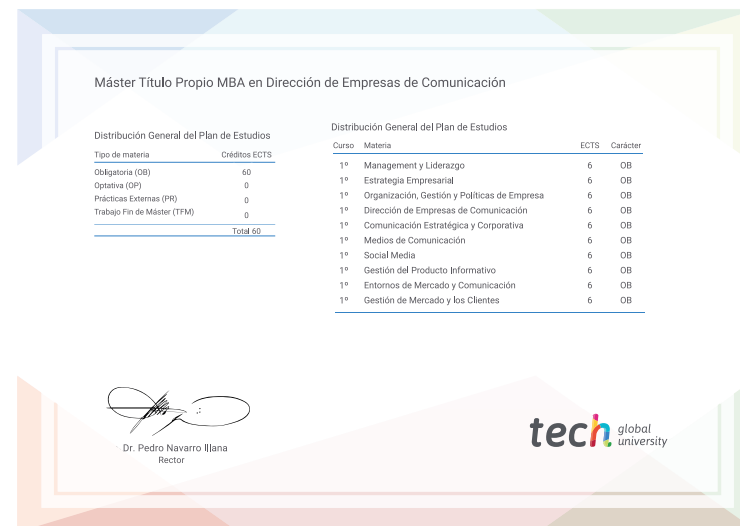 Máster Título Propio MBA en Dirección de Empresas de Comunicación
Distribución General del Plan de Estudios
Tipo de materia Créditos ECTS
Obligatoria (OB) 60
Optativa (OP) 0
Prácticas Externas (PR) 0
Trabajo Fin de Máster (TFM) 0
Total 60
Distribución General del Plan de Estudios
Curso Materia ECTS Carácter
1º Management y Liderazgo 6 OB
1º Estrategia Empresarial 6 OB
1º Organización, Gestión y Políticas de Empresa 6 OB
1º Dirección de Empresas de Comunicación 6 OB
1º Comunicación Estratégica y Corporativa 6 OB
1º Medios de Comunicación 6 OB
1º Social Media 6 OB
1º Gestión del Producto Informativo 6 OB
1º Entornos de Mercado y Comunicación 6 OB
1º Gestión de Mercado y los Clientes 6 OB
Dr. Pedro Navarro Illana
Rector
tech global university